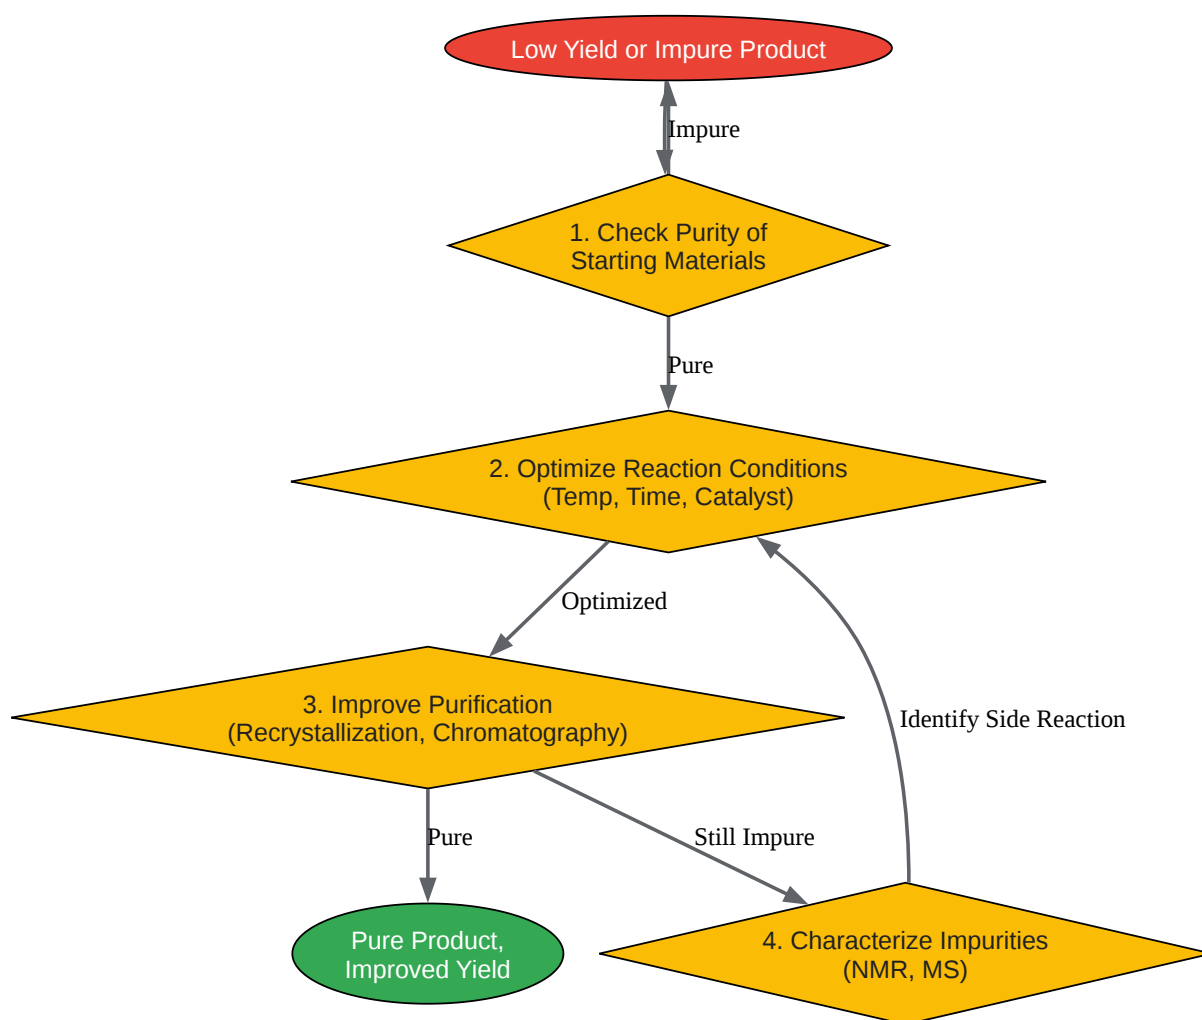 Low Yield or Impure Product
Impure
1. Check Purity of
Starting Materials
Pure
2. Optimize Reaction Conditions
(Temp, Time, Catalyst)
Optimized
3. Improve Purification
(Recrystallization, Chromatography)
Identify Side Reaction
Pure
Still Impure
Pure Product,
Improved Yield
4. Characterize Impurities
(NMR, MS)